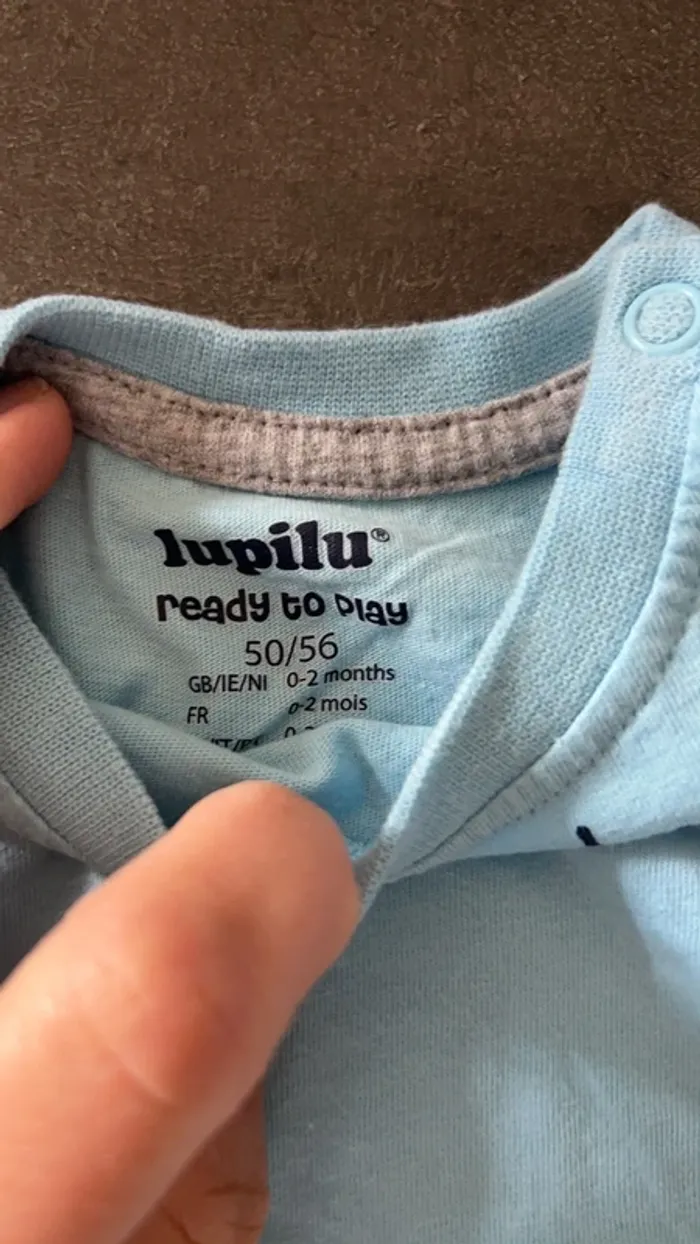 lupilu®
ready to play
50/56
GB/IE/NI 0-2 months
FR 0-2 mois